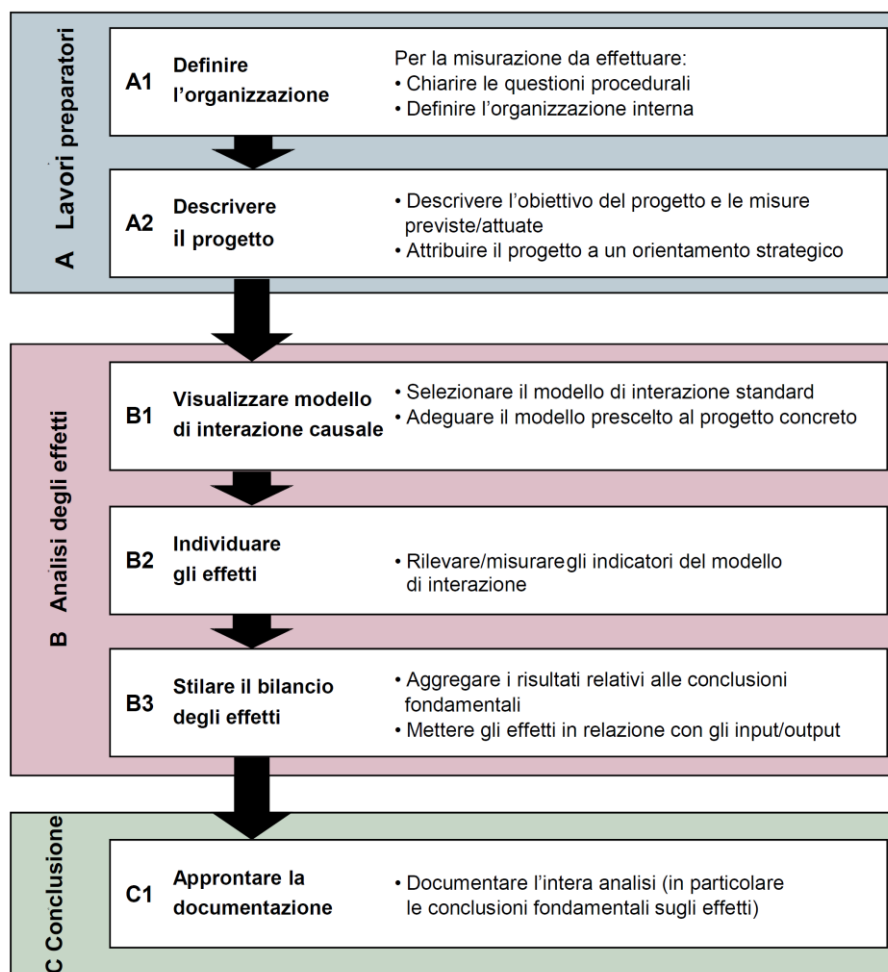 A Lavori preparatori
A1
Definire
l’organizzazione
Per la misurazione da effettuare:
• Chiarire le questioni procedurali
• Definire l’organizzazione interna
A2
Descrivere
il progetto
• Descrivere l’obiettivo del progetto e le misure
previste/attuate
• Attribuire il progetto a un orientamento strategico
B Analisi degli effetti
B1
Visualizzare modello
di interazione causale
• Selezionare il modello di interazione standard
• Adeguare il modello prescelto al progetto concreto
B2
Individuare
gli effetti
• Rilevare/misurare gli indicatori del modello
di interazione
B3
Stilare il bilancio
degli effetti
• Aggregare i risultati relativi alle conclusioni
fondamentali
• Mettere gli effetti in relazione con gli input/output
C Conclusione
C1
Approntare la
documentazione
• Documentare l’intera analisi (in particolare
le conclusioni fondamentali sugli effetti)